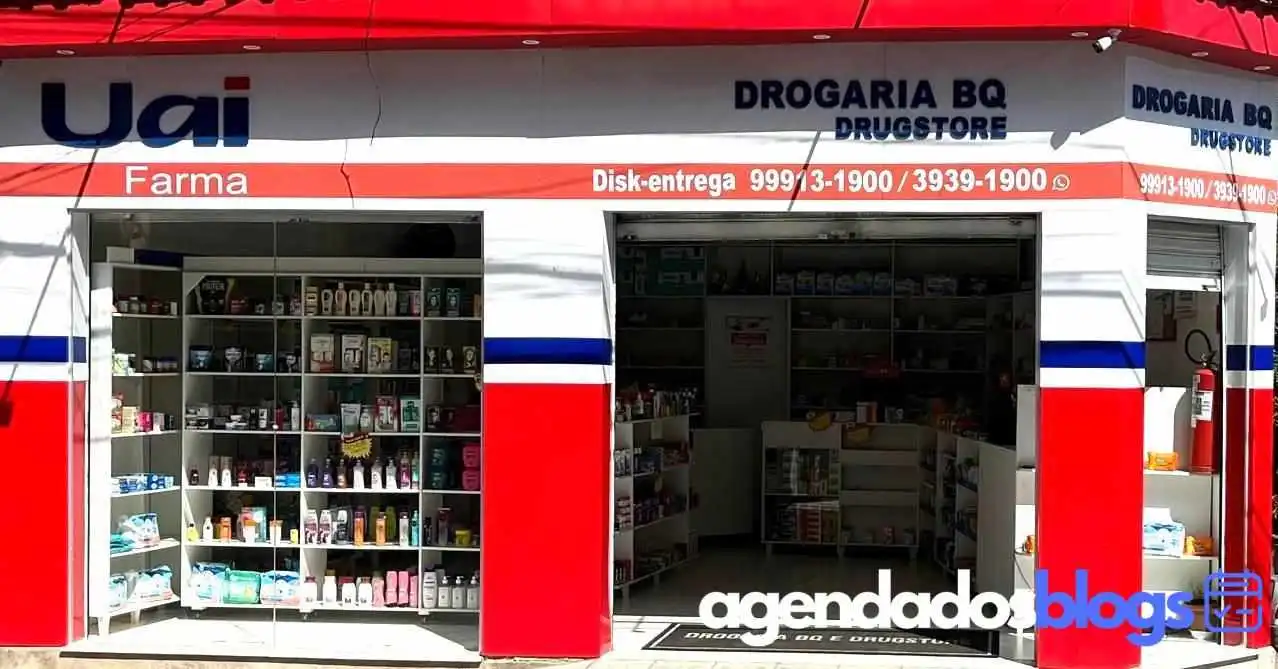 Uai
Farma
DROGARIA BQ
DRUGSTORE
Disk-entrega 99913-1900 / 3939-1900
DROGARIA BQ
DRUGSTORE
99913-1900 / 3939-1900
DROGARIA BQ E DRUGSTORE
agendadosblogs